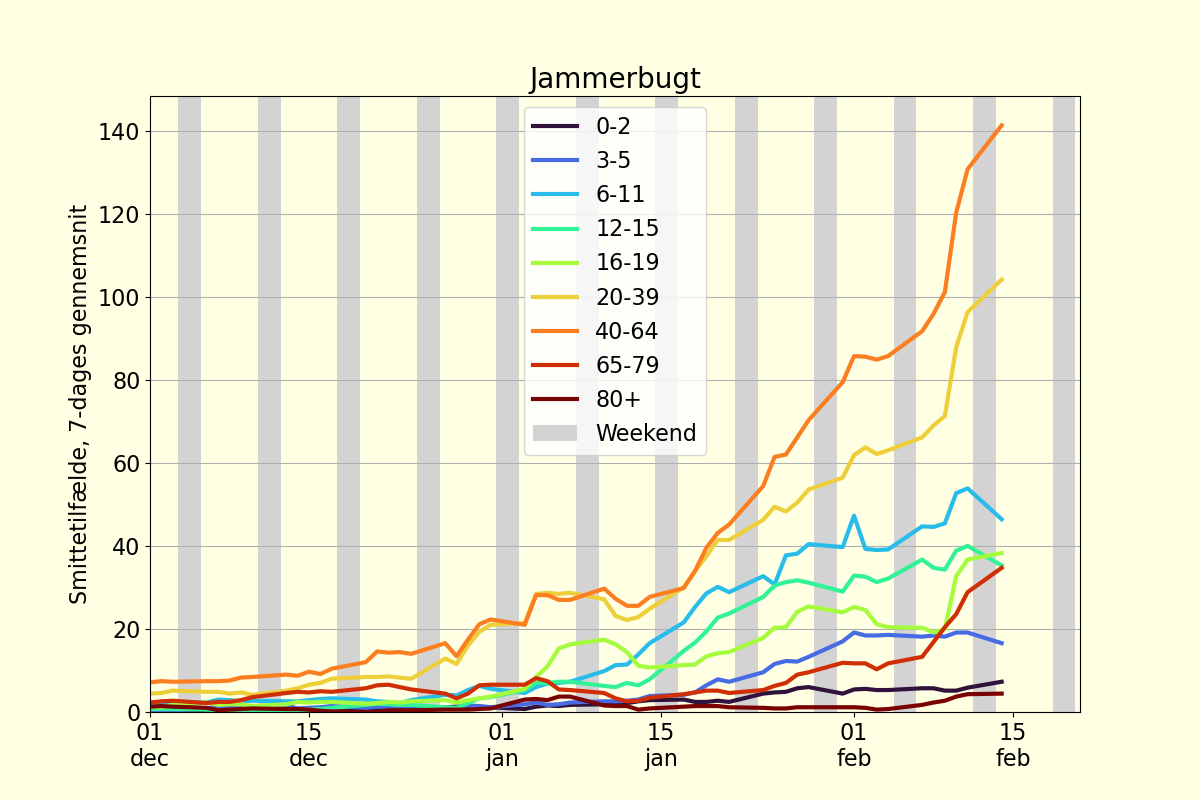 Jammerbugt
Smittetilfælde, 7-dages gennemsnit
140
120
100
80
60
40
20
0
0-2
3-5
6-11
12-15
16-19
20-39
40-64
65-79
80+
Weekend
01 dec
15 dec
01 jan
15 jan
01 feb
15 feb